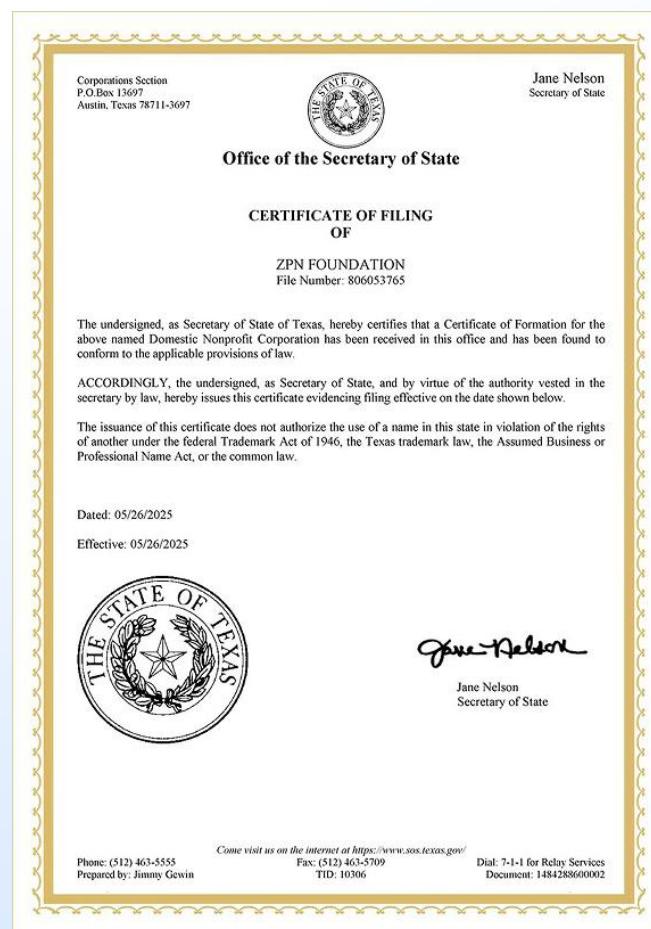 Corporations Section
P.O.Box 13697
Austin, Texas 78711-3697
THE STATE OF TEXAS
Jane Nelson
Secretary of State
Office of the Secretary of State
CERTIFICATE OF FILING
OF
ZPN FOUNDATION
File Number: 806053765
The undersigned, as Secretary of State of Texas, hereby certifies that a Certificate of Formation for the
above named Domestic Nonprofit Corporation has been received in this office and has been found to
conform to the applicable provisions of law.
ACCORDINGLY, the undersigned, as Secretary of State, and by virtue of the authority vested in the
secretary by law, hereby issues this certificate evidencing filing effective on the date shown below.
The issuance of this certificate does not authorize the use of a name in this state in violation of the rights
of another under the federal Trademark Act of 1946, the Texas trademark law, the Assumed Business or
Professional Name Act, or the common law.
Dated: 05/26/2025
Effective: 05/26/2025
THE STATE OF TEXAS
Jane Nelson
Jane Nelson
Secretary of State
Come visit us on the internet at https://www.sos.texas.gov/
Phone: (512) 463-5555 Fax: (512) 463-5709 Dial: 7-1-1 for Relay Services
Prepared by: Jimmy Gewin TID: 10306 Document: 1484288600002